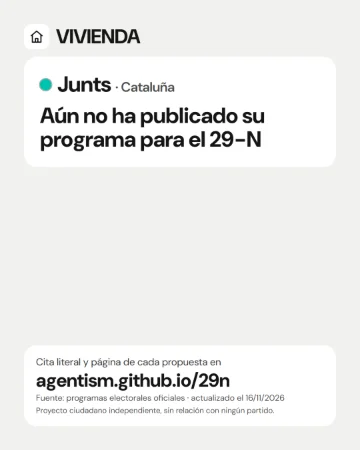 VIVIENDA
Junts · Cataluña
Aún no ha publicado su
programa para el 29-N
Cita literal y página de cada propuesta en
agentism.github.io/29n
Fuente: programas electorales oficiales · actualizado el 16/11/2026
Proyecto ciudadano independiente, sin relación con ningún partido.